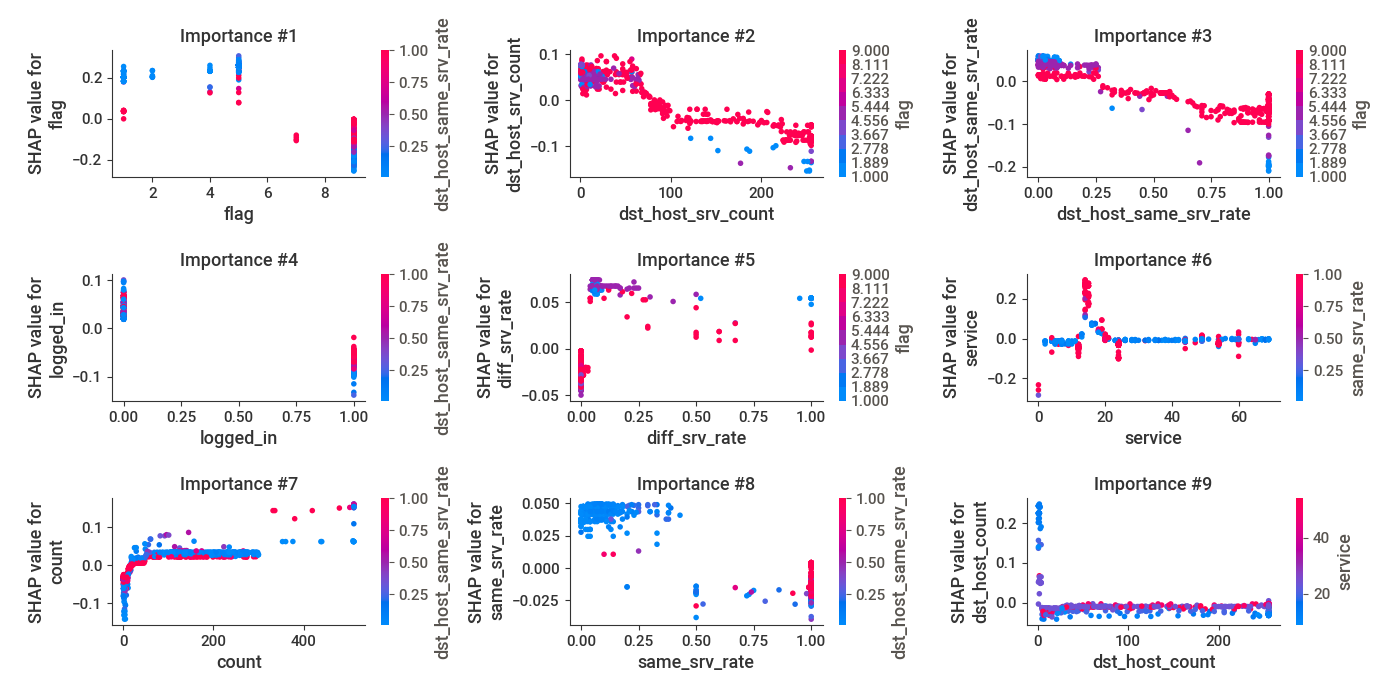 Importance #1
SHAP value for
flag
0.2
0.0
−0.2
2
4
6
8
flag
1.00
0.75
0.50
0.25
dst_host_same_srv_rate
Importance #2
SHAP value for
dst_host_srv_count
0.1
0.0
−0.1
0
100
200
dst_host_srv_count
9.000
8.111
7.222
6.333
5.444
4.556
3.667
2.778
1.889
1.000
flag
Importance #3
SHAP value for
dst_host_same_srv_rate
0.0
−0.1
−0.2
0.00
0.25
0.50
0.75
1.00
dst_host_same_srv_rate
9.000
8.111
7.222
6.333
5.444
4.556
3.667
2.778
1.889
1.000
flag
Importance #4
SHAP value for
logged_in
0.1
0.0
−0.1
0.00
0.25
0.50
0.75
1.00
logged_in
1.00
0.75
0.50
0.25
dst_host_same_srv_rate
Importance #5
SHAP value for
diff_srv_rate
0.05
0.00
−0.05
0.00
0.25
0.50
0.75
1.00
diff_srv_rate
9.000
8.111
7.222
6.333
5.444
4.556
3.667
2.778
1.889
1.000
flag
Importance #6
SHAP value for
service
0.2
0.0
−0.2
0
20
40
60
service
1.00
0.75
0.50
0.25
same_srv_rate
Importance #7
SHAP value for
count
0.1
0.0
−0.1
0
200
400
count
1.00
0.75
0.50
0.25
dst_host_same_srv_rate
Importance #8
SHAP value for
same_srv_rate
0.050
0.025
0.000
−0.025
0.00
0.25
0.50
0.75
1.00
same_srv_rate
1.00
0.75
0.50
0.25
dst_host_same_srv_rate
Importance #9
SHAP value for
dst_host_count
0.2
0.1
0.0
0
100
200
dst_host_count
40
20
service